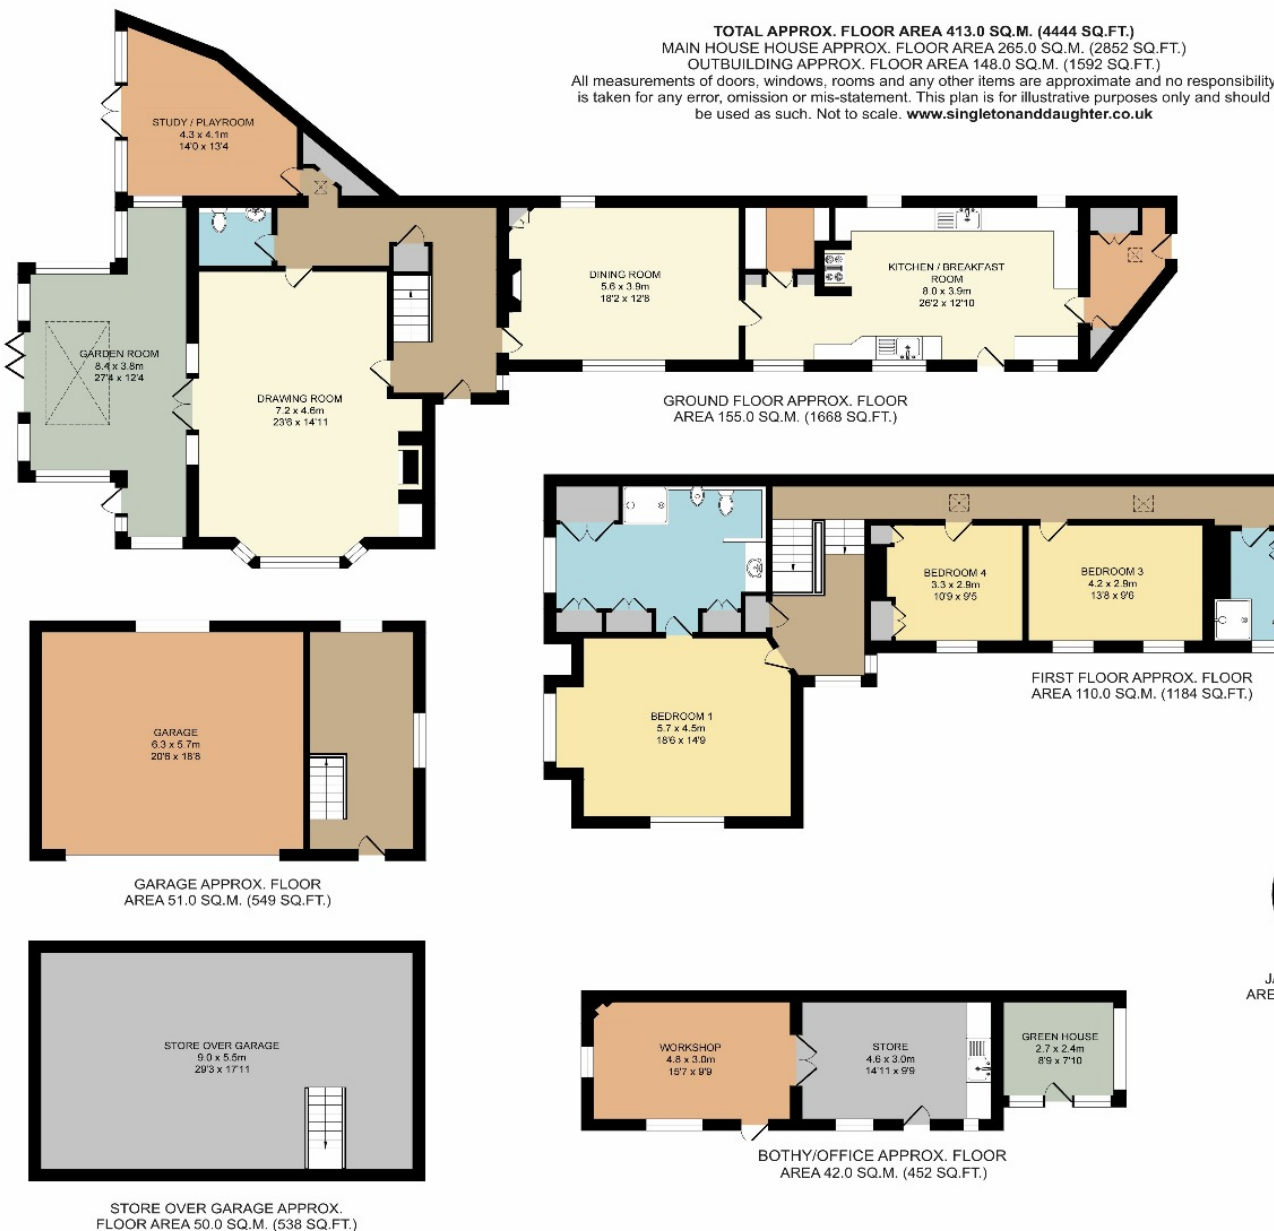 TOTAL APPROX. FLOOR AREA 413.0 SQ.M. (4444 SQ.FT.)
MAIN HOUSE HOUSE APPROX. FLOOR AREA 265.0 SQ.M. (2852 SQ.FT.)
OUTBUILDING APPROX. FLOOR AREA 148.0 SQ.M. (1592 SQ.FT.)
All measurements of doors, windows, rooms and any other items are approximate and no responsibility
is taken for any error, omission or mis-statement. This plan is for illustrative purposes only and should
be used as such. Not to scale. www.singletonanddaughter.co.uk
STUDY / PLAYROOM
4.3 x 4.1m
14'0 x 13'4
DINING ROOM
5.6 x 3.9m
18'2 x 12'8
KITCHEN / BREAKFAST
ROOM
8.0 x 3.9m
26'2 x 12'10
GARDEN ROOM
8.4 x 3.8m
27'4 x 12'4
DRAWING ROOM
7.2 x 4.6m
23'6 x 14'11
GROUND FLOOR APPROX. FLOOR
AREA 155.0 SQ.M. (1668 SQ.FT.)
BEDROOM 4
3.3 x 2.9m
10'9 x 9'5
BEDROOM 3
4.2 x 2.9m
13'8 x 9'6
FIRST FLOOR APPROX. FLOOR
AREA 110.0 SQ.M. (1184 SQ.FT.)
BEDROOM 1
5.7 x 4.5m
18'6 x 14'9
GARAGE
6.3 x 5.7m
20'6 x 18'8
GARAGE APPROX. FLOOR
AREA 51.0 SQ.M. (549 SQ.FT.)
JA
ARE
STORE OVER GARAGE
9.0 x 5.5m
29'3 x 17'11
STORE OVER GARAGE APPROX.
FLOOR AREA 50.0 SQ.M. (538 SQ.FT.)
WORKSHOP
4.8 x 3.0m
15'7 x 9'9
STORE
4.6 x 3.0m
14'11 x 9'9
GREEN HOUSE
2.7 x 2.4m
8'9 x 7'10
BOTHY/OFFICE APPROX. FLOOR
AREA 42.0 SQ.M. (452 SQ.FT.)